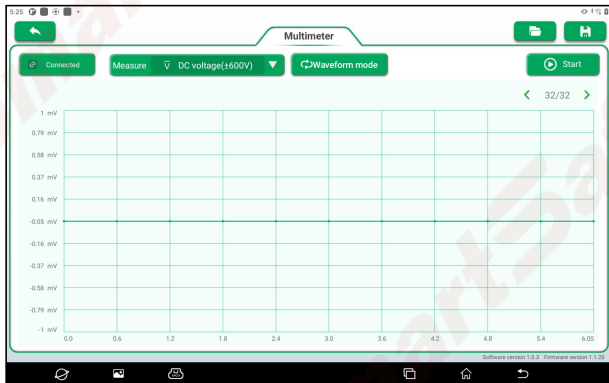 5:25
Multimeter
Connected
Measure V DC voltage(±600V)
Waveform mode
Start
32/32
1 mV
0.79 mV
0.58 mV
0.37 mV
0.16 mV
-0.05 mV
-0.16 mV
-0.37 mV
-0.58 mV
-0.79 mV
-1 mV
0.0 0.6 1.2 1.8 2.4 3.0 3.6 4.2 4.8 5.4 6.0S
Software version 1.0.3 Firmware version 1.1.20